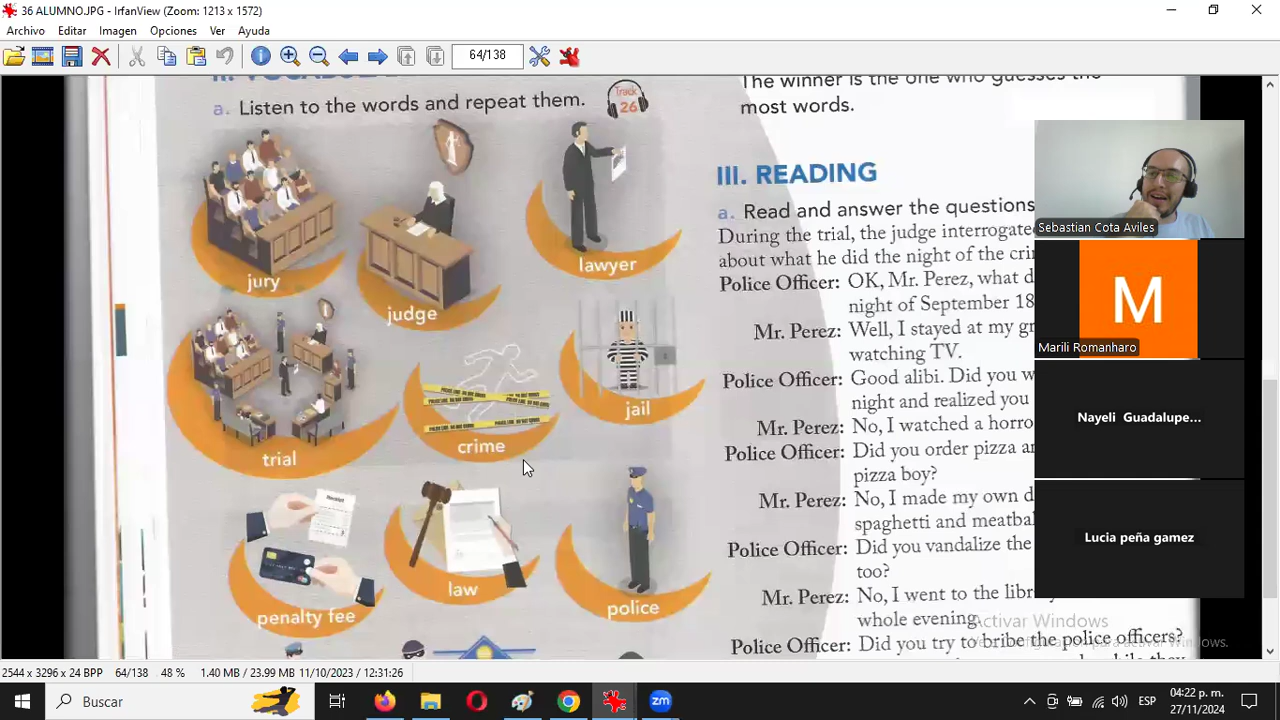 36 ALUMNO.JPG - IrfanView (Zoom: 1213 x 1572)
Archivo Editar Imagen Opciones Ver Ayuda
64/138
a. Listen to the words and repeat them.
Track
26
jury
judge
lawyer
trial
crime
jail
penalty fee
law
police
The winner is the one who guesses the
most words.
III. READING
a. Read and answer the questions
During the trial, the judge interrogate
about what he did the night of the cri
Police Officer: OK, Mr. Perez, what d
night of September 18
Mr. Perez: Well, I stayed at my gr
watching TV.
Police Officer: Good alibi. Did you w
night and realized you
Mr. Perez: No, I watched a horro
Police Officer: Did you order pizza a
pizza boy?
Mr. Perez: No, I made my own d
spaghetti and meatba
Police Officer: Did you vandalize the
too?
Mr. Perez: No, I went to the libr
whole evening.
Police Officer: Did you try to bribe the police officers?
Sebastian Cota Aviles
M
Marili Romanharo
Nayeli Guadalupe...
Lucia peña gamez
Activar Windows
2544 x 3296 x 24 BPP 64/138 48 % 1.40 MB / 23.99 MB 11/10/2023 / 12:31:26
Buscar
zm
ESP
04:22 p. m.
27/11/2024